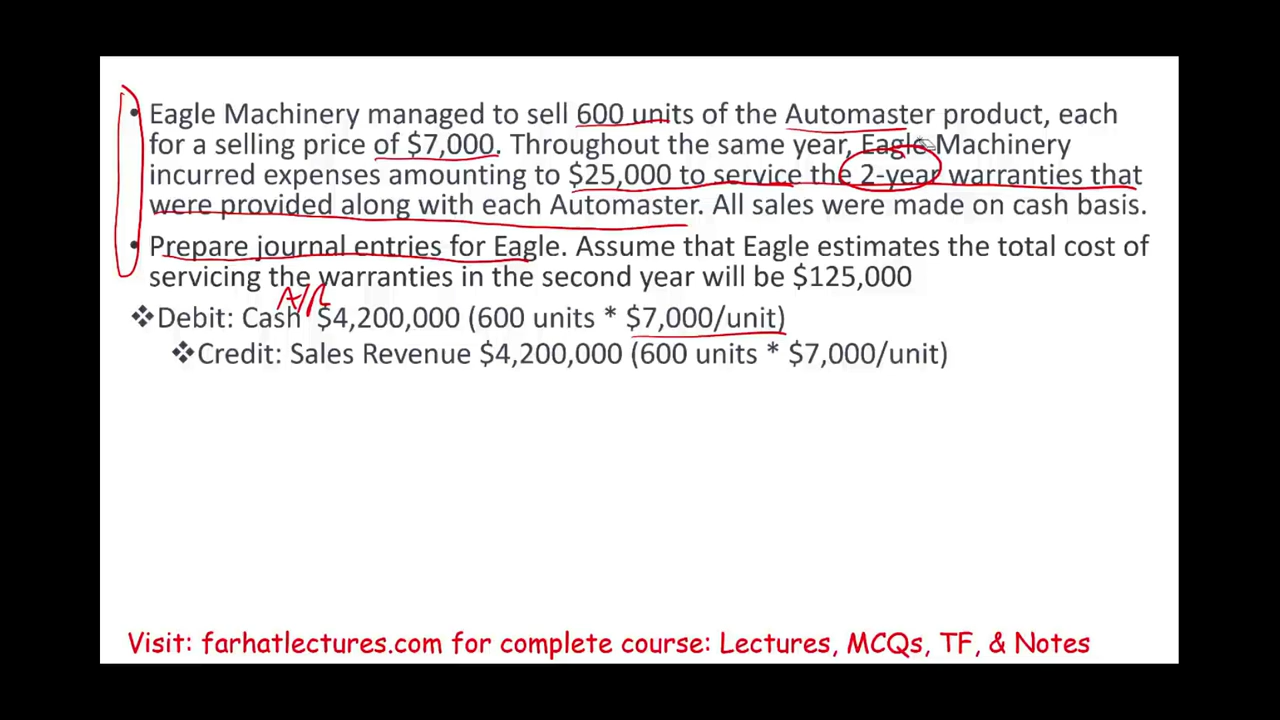 • Eagle Machinery managed to sell 600 units of the Automaster product, each
for a selling price of $7,000. Throughout the same year, Eagle Machinery
incurred expenses amounting to $25,000 to service the 2-year warranties that
were provided along with each Automaster. All sales were made on cash basis.
• Prepare journal entries for Eagle. Assume that Eagle estimates the total cost of
servicing the warranties in the second year will be $125,000
A/R
❖Debit: Cash $4,200,000 (600 units * $7,000/unit)
❖Credit: Sales Revenue $4,200,000 (600 units * $7,000/unit)
Visit: farhatlectures.com for complete course: Lectures, MCQs, TF, & Notes